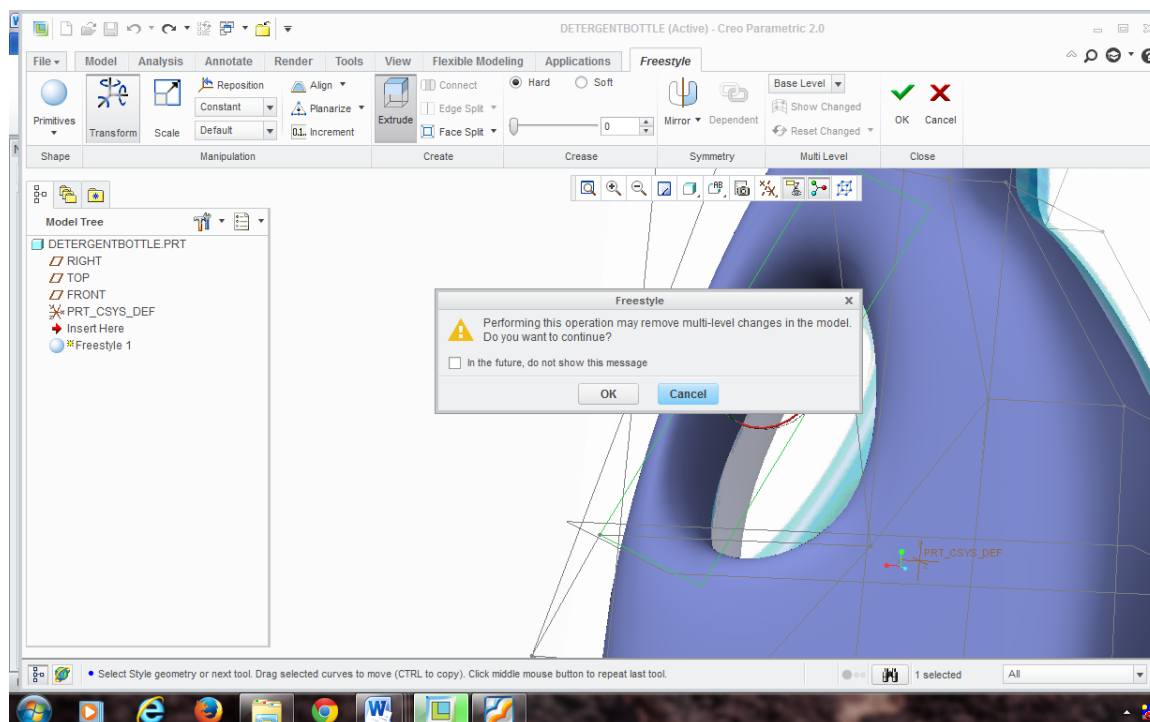 DETERGENTBOTTLE (Active) - Creo Parametric 2.0
File Model Analysis Annotate Render Tools View Flexible Modeling Applications Freestyle
Primitives
Transform
Scale
Reposition
Constant
Default
Align
Planarize
0.1.. Increment
Extrude
Connect
Edge Split
Face Split
Hard Soft
0
Mirror Dependent
Base Level
Show Changed
Reset Changed
OK Cancel
Shape Manipulation Create Crease Symmetry Multi Level Close
Model Tree
DETERGENTBOTTLE.PRT
RIGHT
TOP
FRONT
PRT_CSYS_DEF
Insert Here
Freestyle 1
Freestyle
Performing this operation may remove multi-level changes in the model.
Do you want to continue?
In the future, do not show this message
OK Cancel
PRT_CSYS_DEF
Select Style geometry or next tool. Drag selected curves to move (CTRL to copy). Click middle mouse button to repeat last tool.
1 selected
All